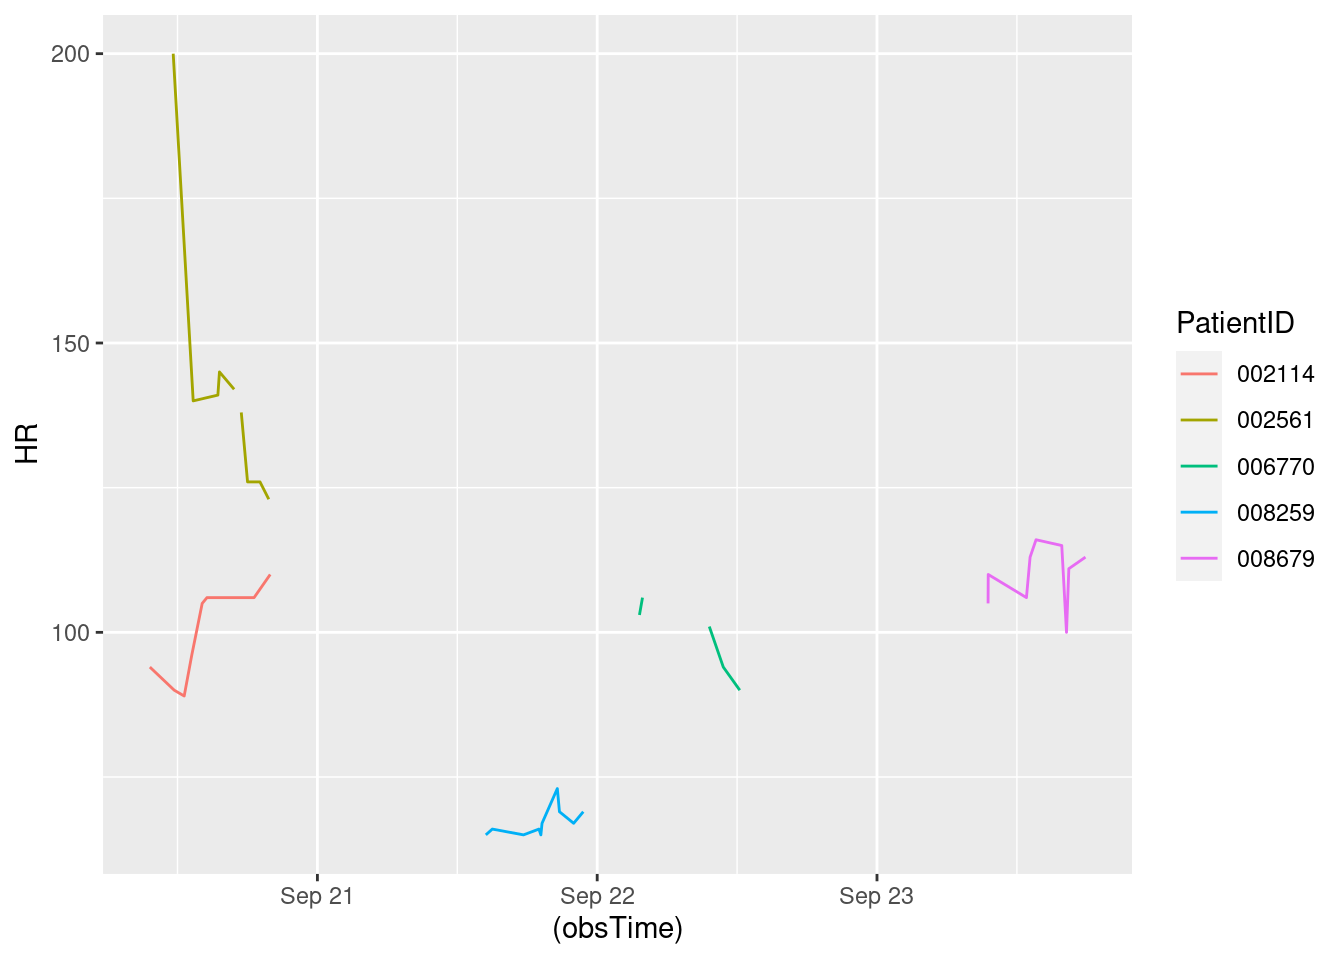 200
150
100
HR
Sep 21
Sep 22
Sep 23
(obsTime)
PatientID
002114
002561
006770
008259
008679